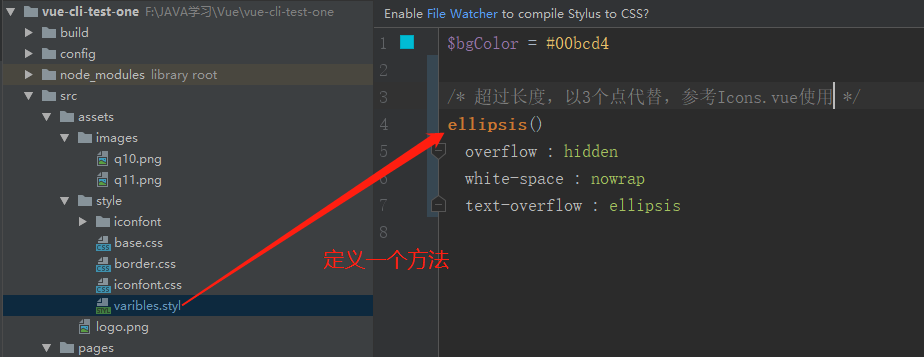 vue-cli-test-one F:\JAVA学习\Vue\vue-cli-test-one
build
config
node_modules library root
src
assets
images
q10.png
q11.png
style
iconfont
base.css
border.css
iconfont.css
varibles.styl
logo.png
pages
Enable File Watcher to compile Stylus to CSS?
1 $bgColor = #00bcd4
2
3 /* 超过长度，以3个点代替，参考Icons.vue使用 */
4 ellipsis()
5 overflow : hidden
6 white-space : nowrap
7 text-overflow : ellipsis
8
定义一个方法